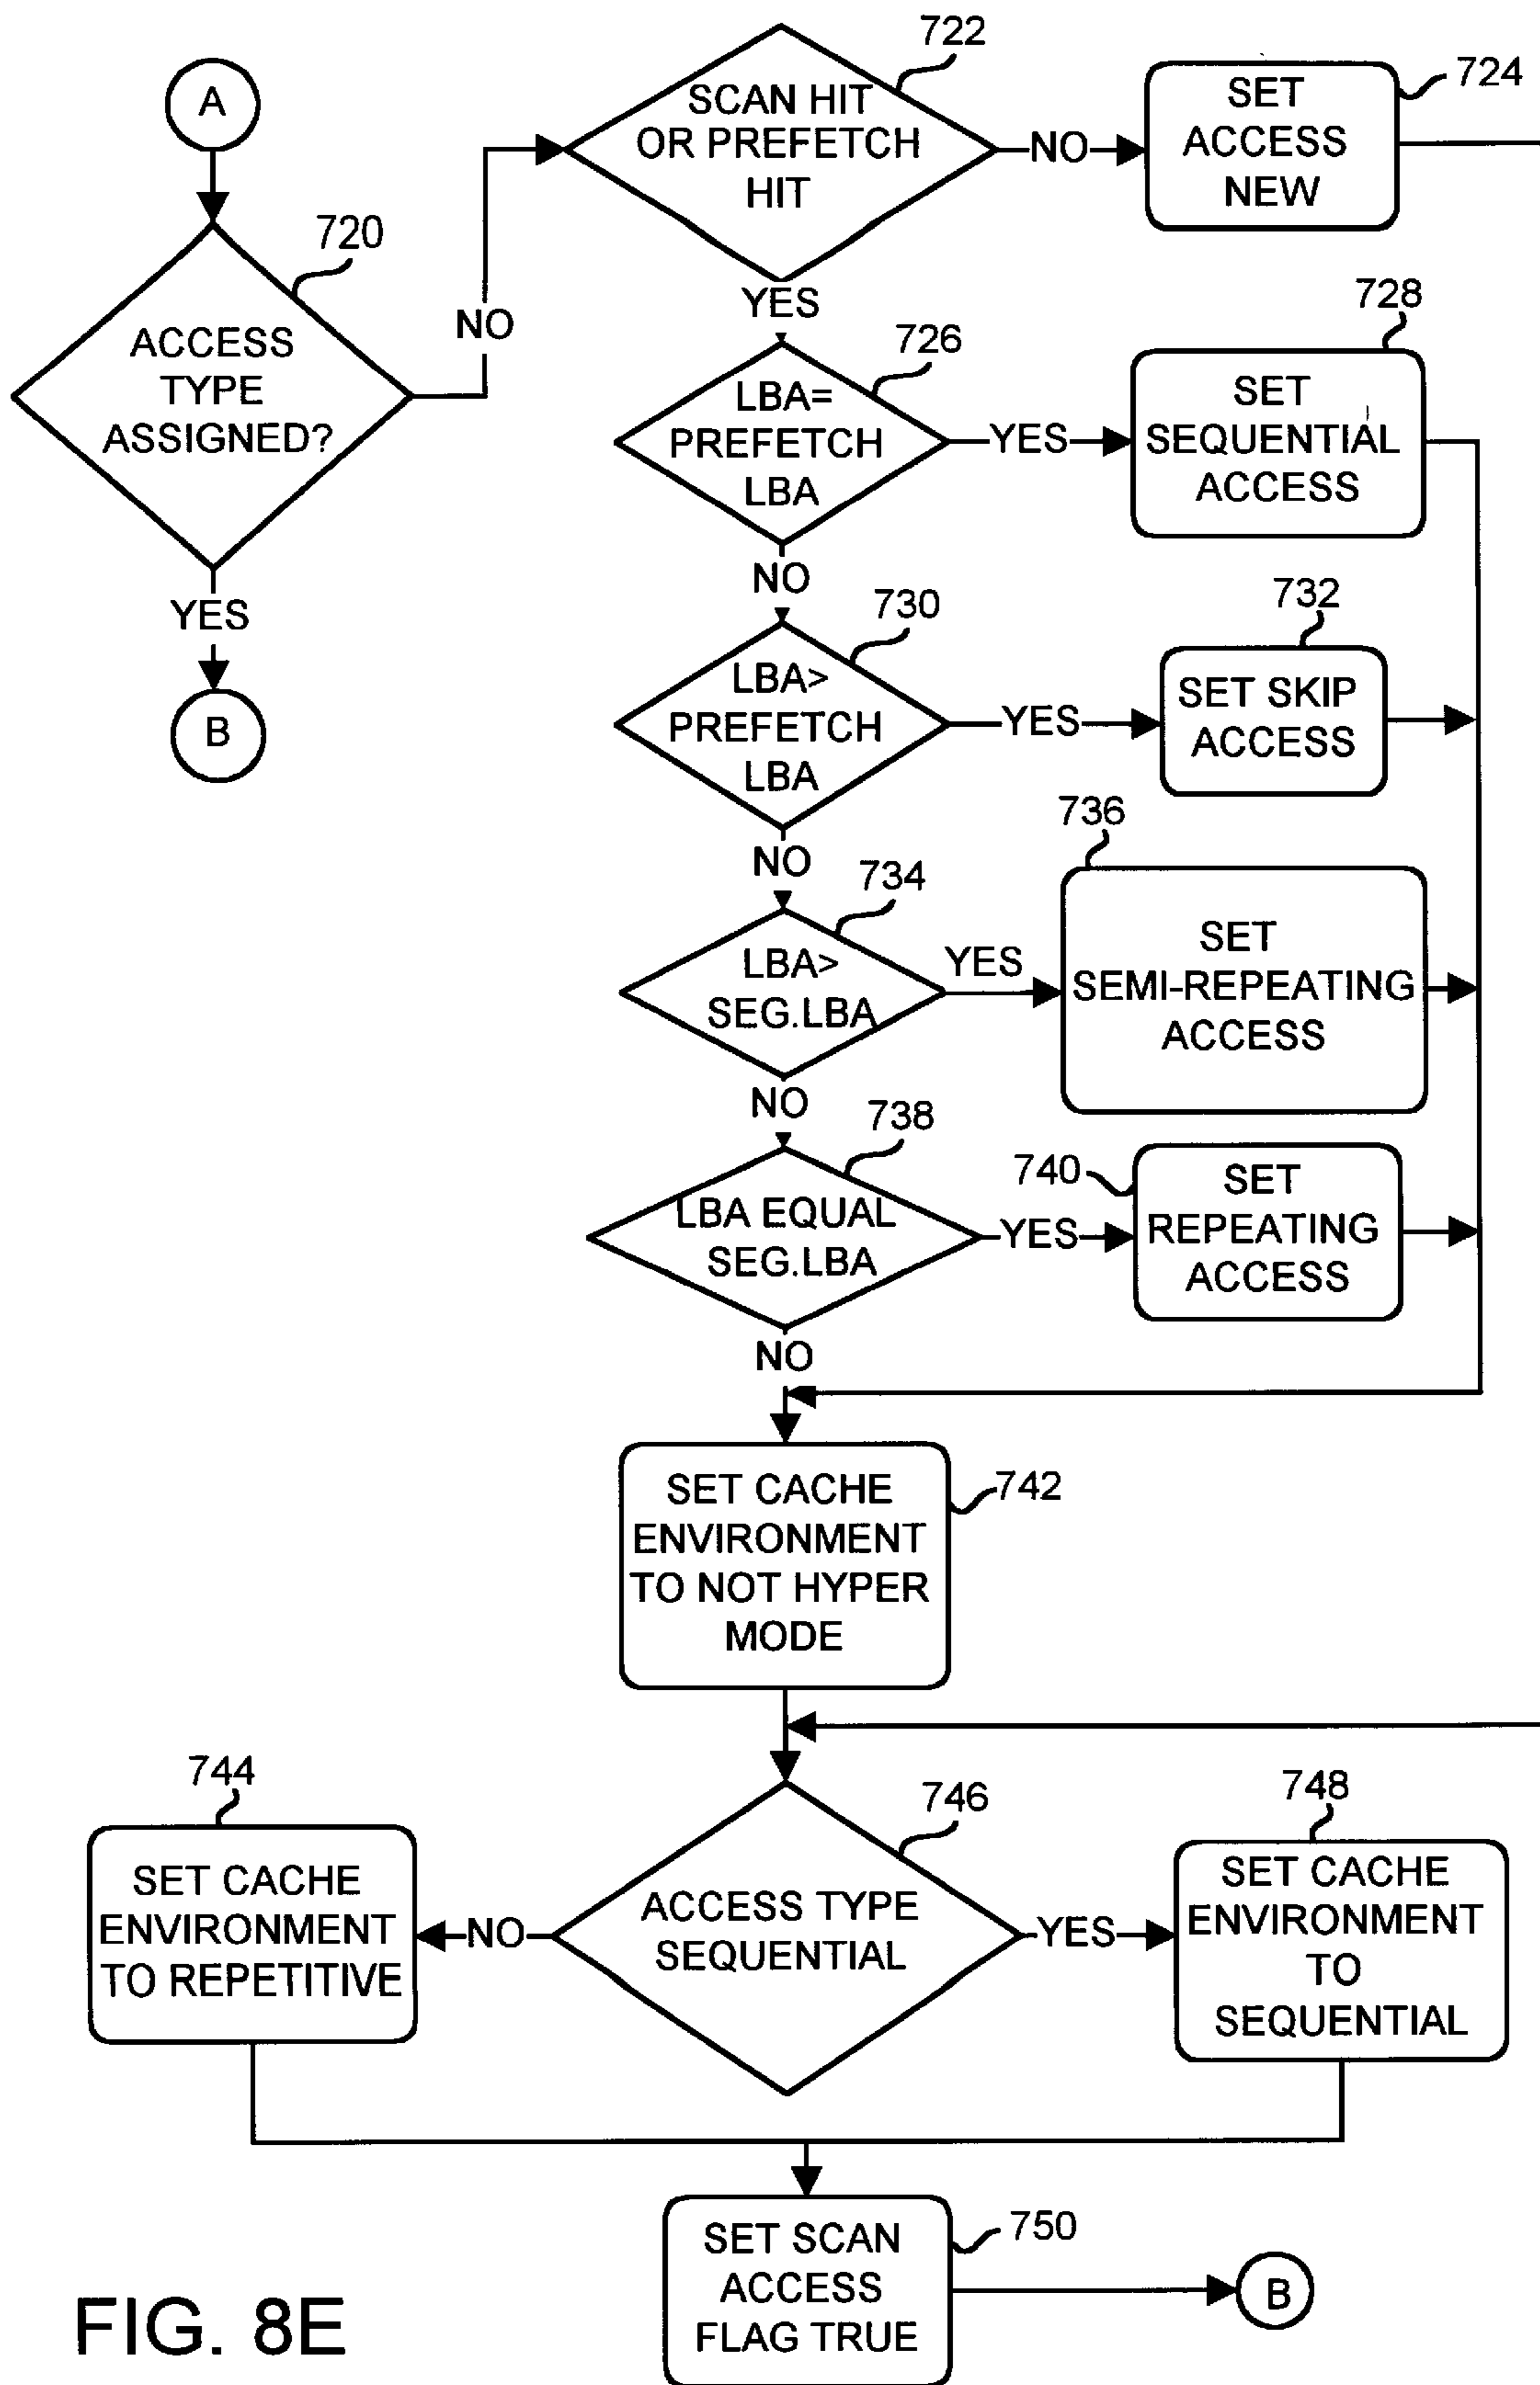 A
720
ACCESS
TYPE
ASSIGNED?
NO
YES
B
722
SCAN HIT
OR PREFETCH
HIT
NO
724
SET
ACCESS
NEW
YES
726
LBA=
PREFETCH
LBA
YES
728
SET
SEQUENTIAL
ACCESS
NO
730
LBA>
PREFETCH
LBA
YES
732
SET SKIP
ACCESS
NO
734
LBA>
SEG.LBA
YES
736
SET
SEMI-REPEATING
ACCESS
NO
738
LBA EQUAL
SEG.LBA
YES
740
SET
REPEATING
ACCESS
NO
742
SET CACHE
ENVIRONMENT
TO NOT HYPER
MODE
744
SET CACHE
ENVIRONMENT
TO REPETITIVE
NO
746
ACCESS TYPE
SEQUENTIAL
YES
748
SET CACHE
ENVIRONMENT
TO
SEQUENTIAL
750
SET SCAN
ACCESS
FLAG TRUE
B
FIG. 8E